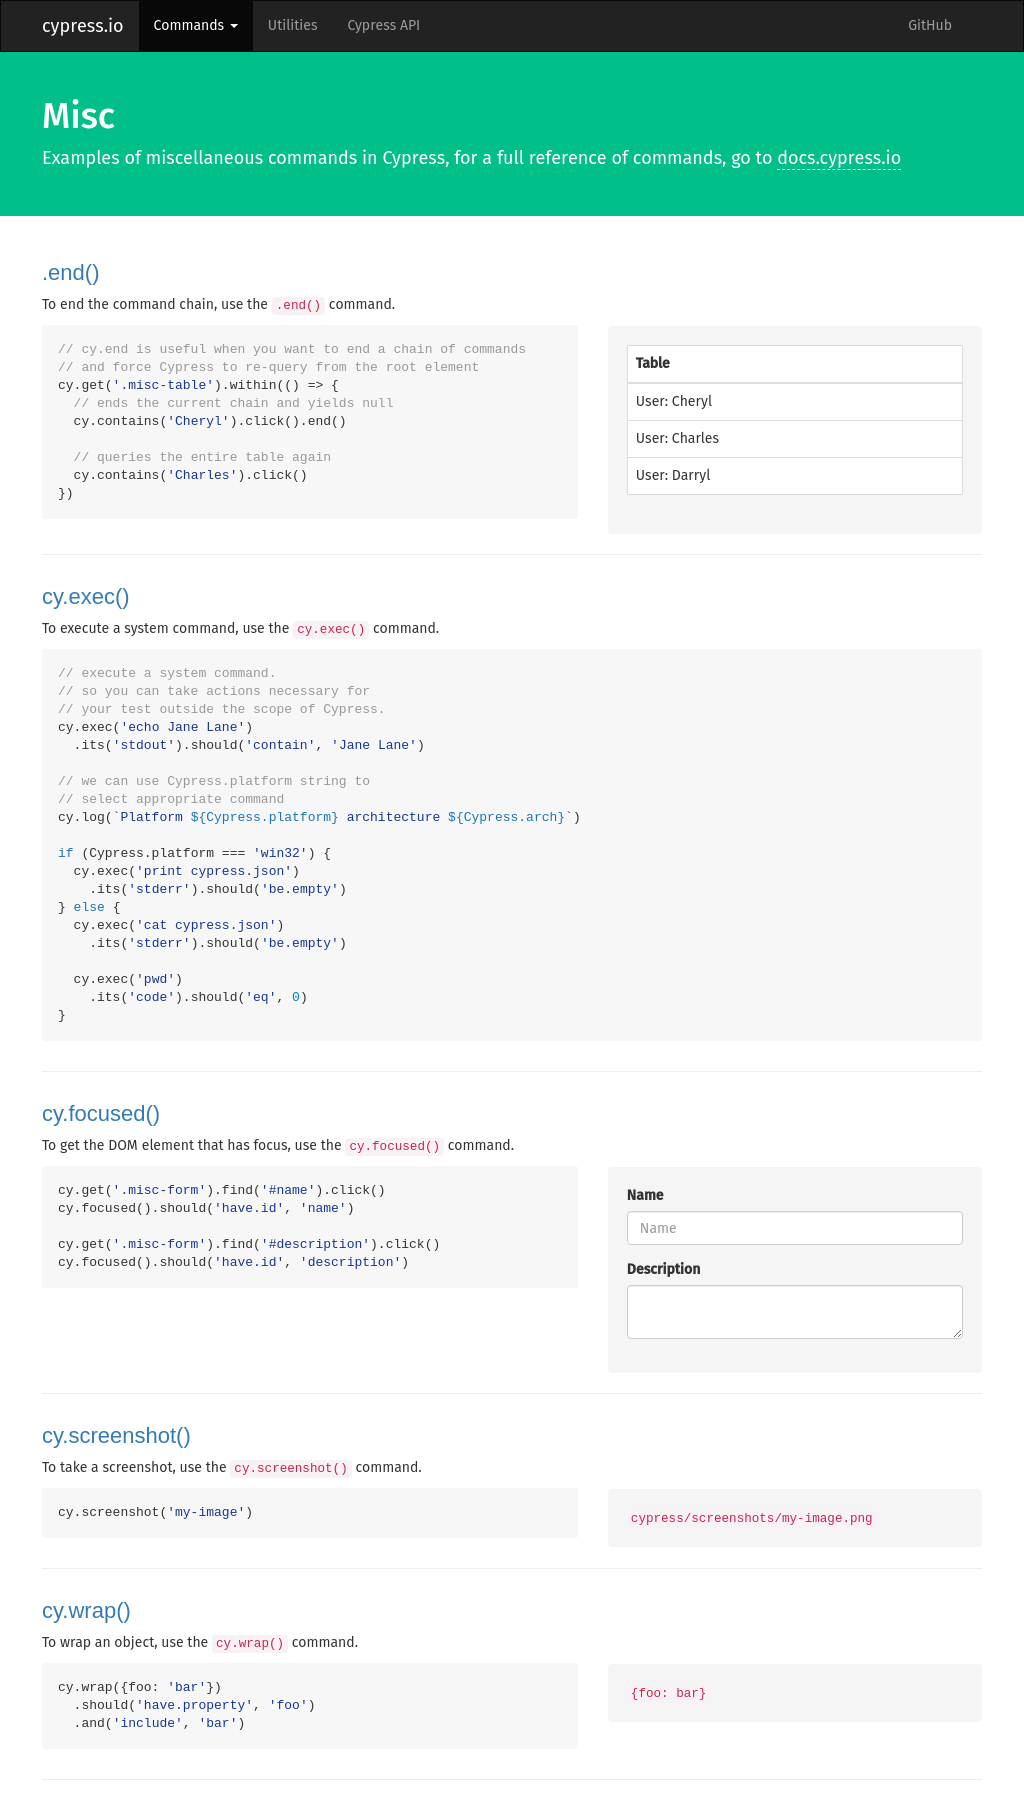 cypress.io Commands Utilities Cypress API GitHub
Misc
Examples of miscellaneous commands in Cypress, for a full reference of commands, go to docs.cypress.io
.end()
To end the command chain, use the .end() command.
// cy.end is useful when you want to end a chain of commands
// and force Cypress to re-query from the root element
cy.get('.misc-table').within(() => {
  // ends the current chain and yields null
  cy.contains('Cheryl').click().end()
  // queries the entire table again
  cy.contains('Charles').click()
})
Table
User: Cheryl
User: Charles
User: Darryl
cy.exec()
To execute a system command, use the cy.exec() command.
// execute a system command.
// so you can take actions necessary for
// your test outside the scope of Cypress.
cy.exec('echo Jane Lane')
  .its('stdout').should('contain', 'Jane Lane')
// we can use Cypress.platform string to
// select appropriate command
cy.log(`Platform ${Cypress.platform} architecture ${Cypress.arch}`)
if (Cypress.platform === 'win32') {
  cy.exec('print cypress.json')
    .its('stderr').should('be.empty')
} else {
  cy.exec('cat cypress.json')
    .its('stderr').should('be.empty')
  cy.exec('pwd')
    .its('code').should('eq', 0)
}
cy.focused()
To get the DOM element that has focus, use the cy.focused() command.
cy.get('.misc-form').find('#name').click()
cy.focused().should('have.id', 'name')
cy.get('.misc-form').find('#description').click()
cy.focused().should('have.id', 'description')
Name
Name
Description
cy.screenshot()
To take a screenshot, use the cy.screenshot() command.
cy.screenshot('my-image')
cypress/screenshots/my-image.png
cy.wrap()
To wrap an object, use the cy.wrap() command.
cy.wrap({foo: 'bar'})
  .should('have.property', 'foo')
  .and('include', 'bar')
{foo: bar}